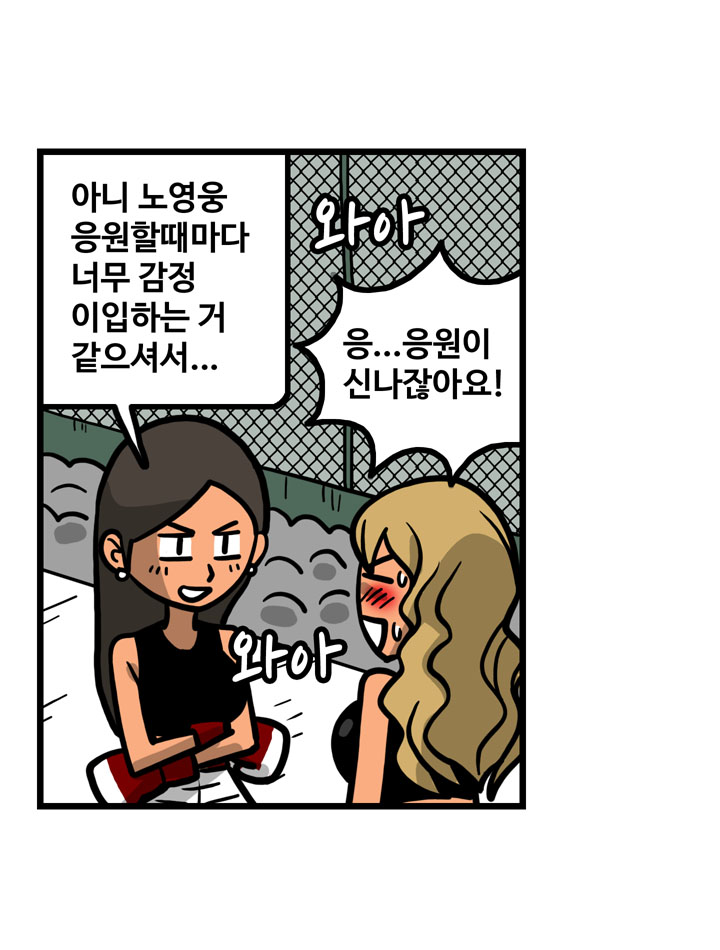 아니 노영웅
응원할때마다
너무 감정
이입하는 거
같으셔서...
와아
응...응원이
신나잖아요!
와아